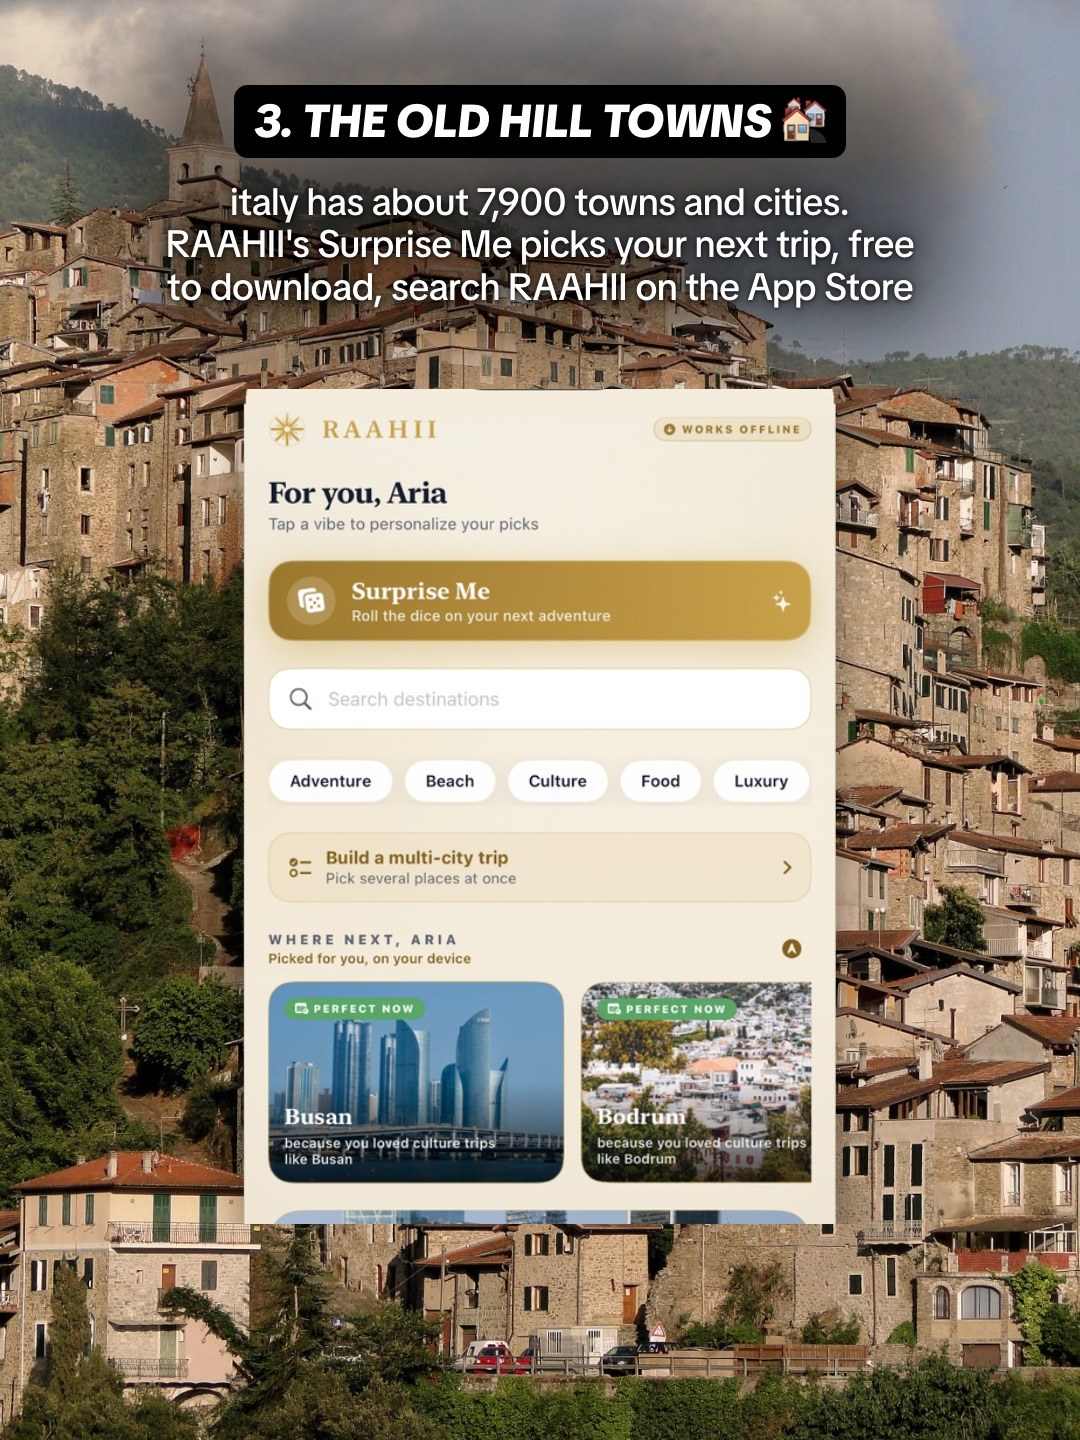 3. THE OLD HILL TOWNS
italy has about 7,900 towns and cities.
RAAHII's Surprise Me picks your next trip, free
to download, search RAAHII on the App Store
RAAHII
WORKS OFFLINE
For you, Aria
Tap a vibe to personalize your picks
Surprise Me
Roll the dice on your next adventure
Search destinations
Adventure
Beach
Culture
Food
Luxury
Build a multi-city trip
Pick several places at once
WHERE NEXT, ARIA
Picked for you, on your device
PERFECT NOW
Busan
because you loved culture trips
like Busan
PERFECT NOW
Bodrum
because you loved culture trips
like Bodrum